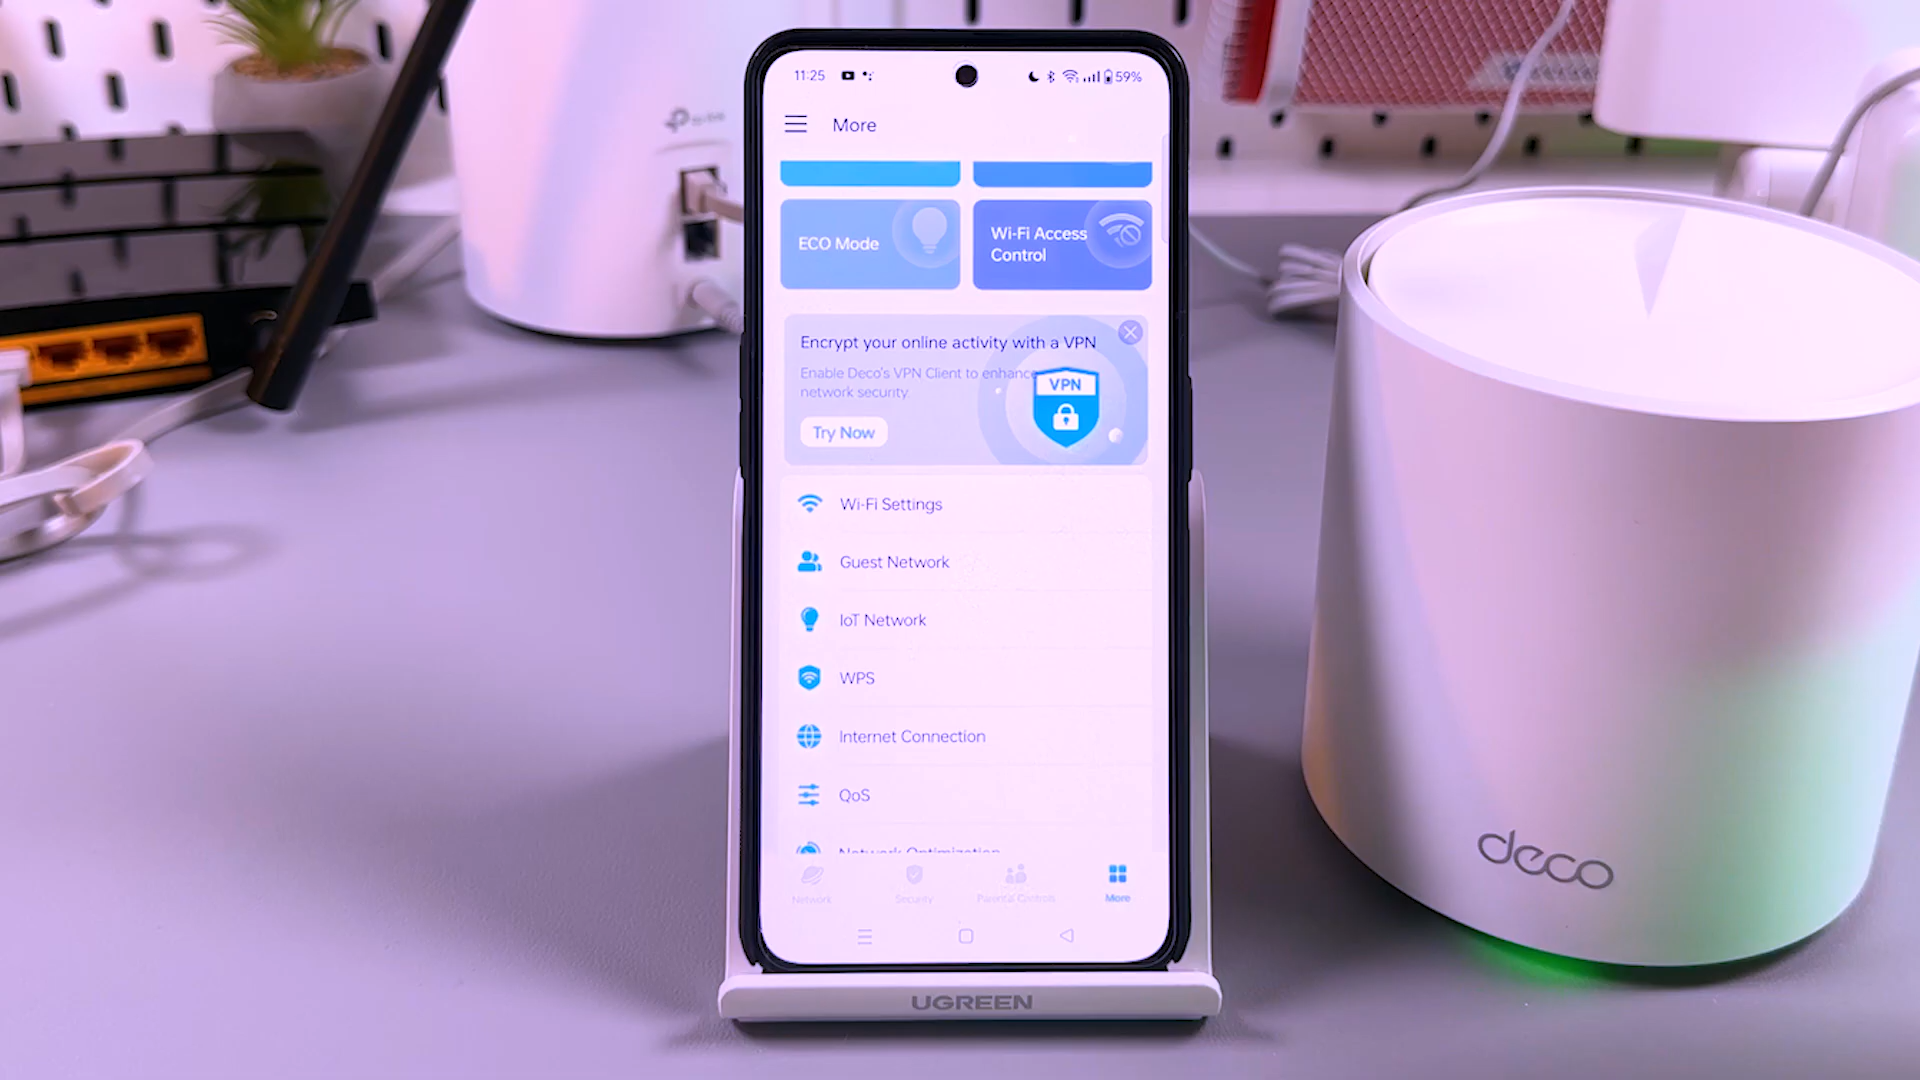 11:25
59%
More
ECO Mode
Wi-Fi Access
Control
Encrypt your online activity with a VPN
Enable Deco's VPN Client to enhance
network security.
VPN
Try Now
Wi-Fi Settings
Guest Network
IoT Network
WPS
Internet Connection
QoS
Network Optimization
Network
Security
Parental Controls
More
UGREEN
deco